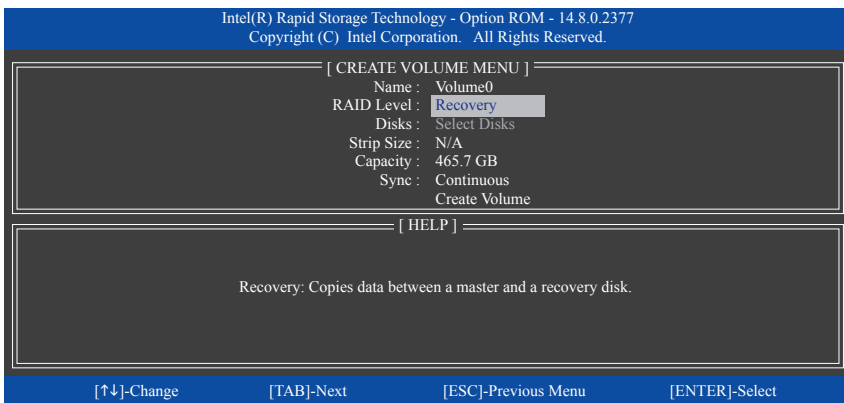 Intel(R) Rapid Storage Technology - Option ROM - 14.8.0.2377
Copyright (C) Intel Corporation. All Rights Reserved.
[ CREATE VOLUME MENU ]
Name : Volume0
RAID Level : Recovery
Disks : Select Disks
Strip Size : N/A
Capacity : 465.7 GB
Sync : Continuous
Create Volume
[ HELP ]
Recovery: Copies data between a master and a recovery disk.
[↑↓]-Change [TAB]-Next [ESC]-Previous Menu [ENTER]-Select